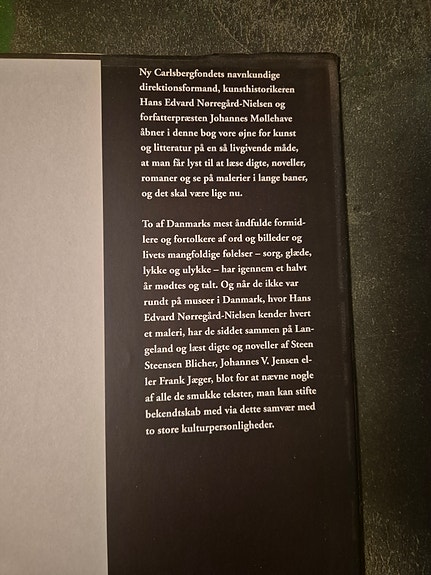 Ny Carlsbergfondets navnkundige
direktionsformand, kunsthistorikeren
Hans Edvard Nørregård-Nielsen og
forfatterpræsten Johannes Møllehave
åbner i denne bog vore øjne for kunst
og litteratur på en så livgivende måde,
at man får lyst til at læse digte, noveller,
romaner og se på malerier i lange baner,
og det skal være lige nu.
To af Danmarks mest åndfulde formid-
lere og fortolkere af ord og billeder og
livets mangfoldige følelser – sorg, glæde,
lykke og ulykke – har igennem et halvt
år mødtes og talt. Og når de ikke var
rundt på museer i Danmark, hvor Hans
Edvard Nørregård-Nielsen kender hvert
et maleri, har de siddet sammen på Lan-
geland og læst digte og noveller af Steen
Steensen Blicher, Johannes V. Jensen el-
ler Frank Jæger, blot for at nævne nogle
af alle de smukke tekster, man kan stifte
bekendtskab med via dette samvær med
to store kulturpersonligheder.